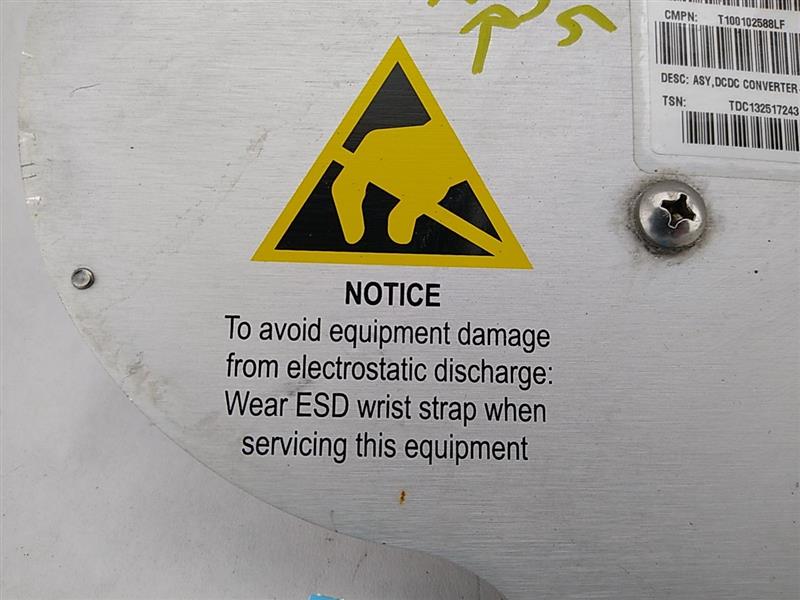 R 5
CMPN: T100102588LF
DESC: ASY,DCDC CONVERTER
TSN: TDC132517243
NOTICE
To avoid equipment damage
from electrostatic discharge:
Wear ESD wrist strap when
servicing this equipment